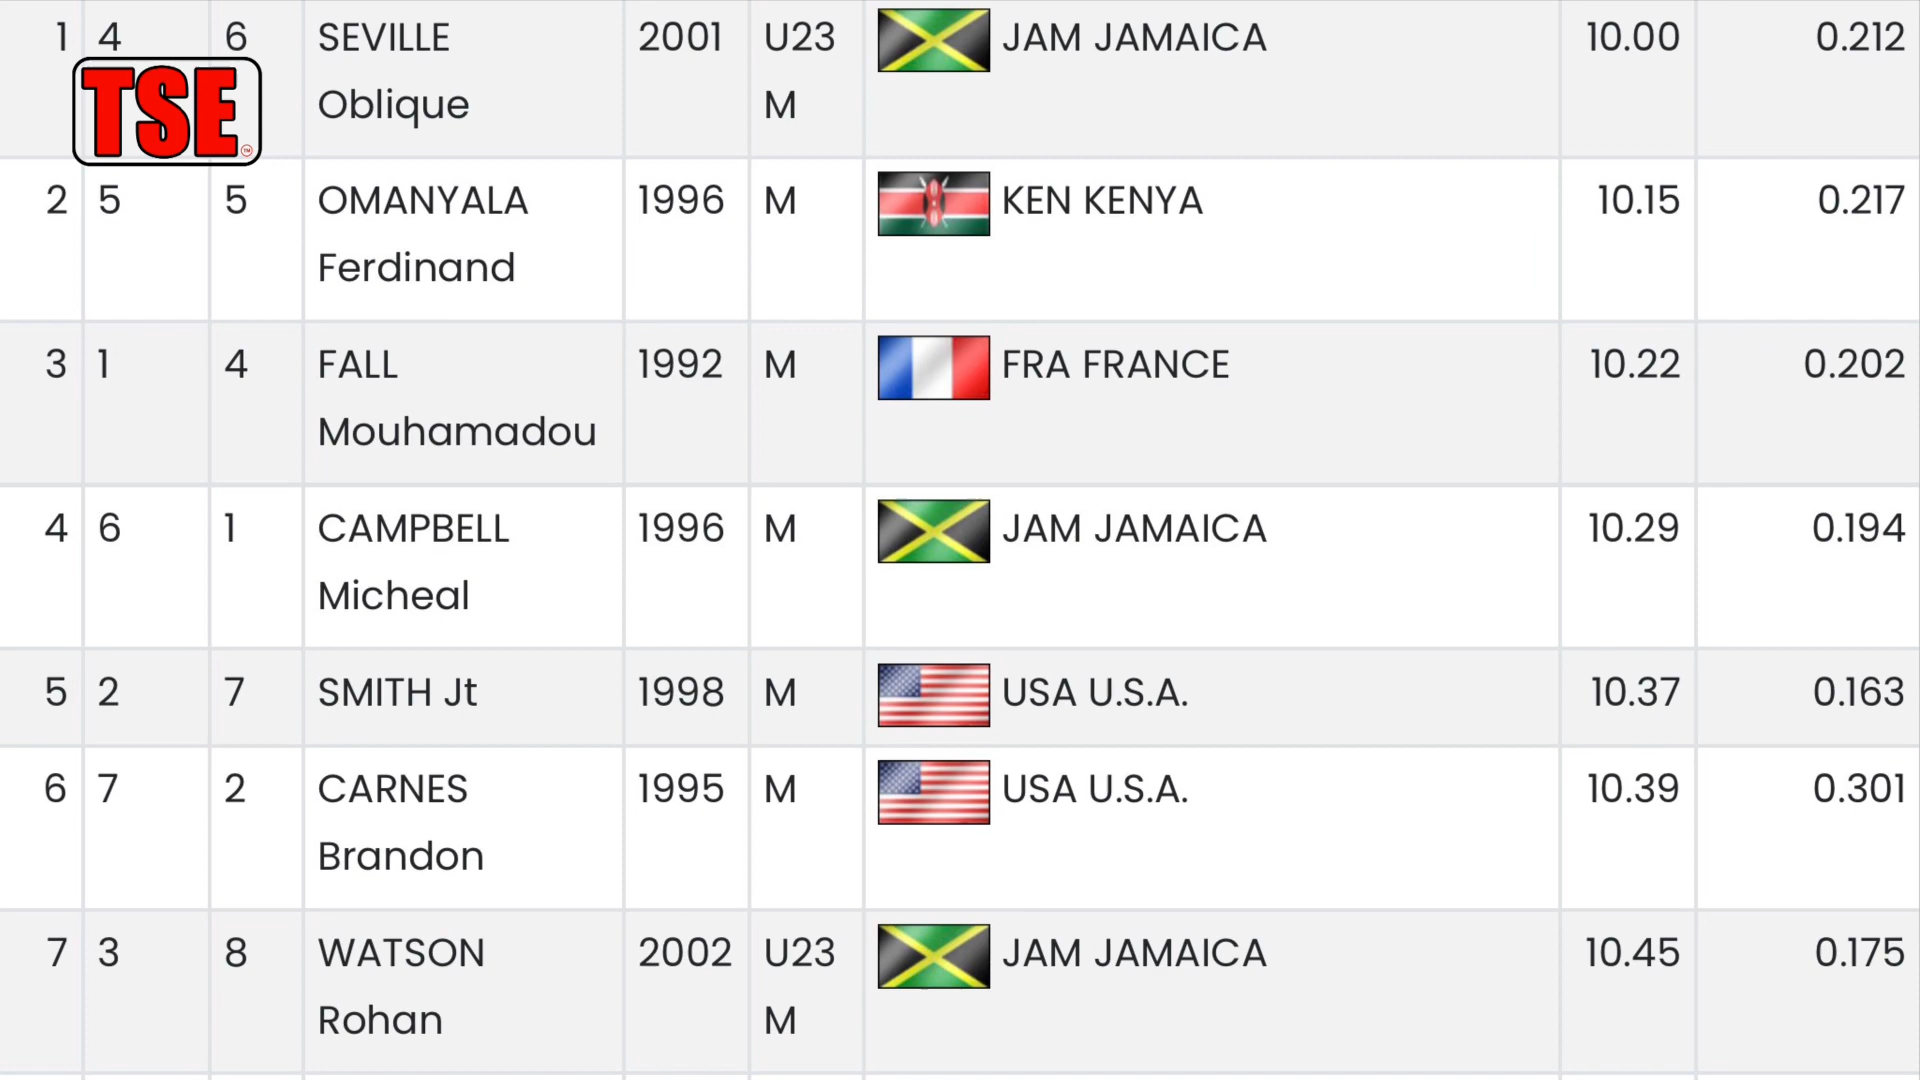 1 4 6 SEVILLE 2001 U23 JAM JAMAICA 10.00 0.212
Oblique M
TSE TM
2 5 5 OMANYALA 1996 M KEN KENYA 10.15 0.217
Ferdinand
3 1 4 FALL 1992 M FRA FRANCE 10.22 0.202
Mouhamadou
4 6 1 CAMPBELL 1996 M JAM JAMAICA 10.29 0.194
Micheal
5 2 7 SMITH Jt 1998 M USA U.S.A. 10.37 0.163
6 7 2 CARNES 1995 M USA U.S.A. 10.39 0.301
Brandon
7 3 8 WATSON 2002 U23 JAM JAMAICA 10.45 0.175
Rohan M